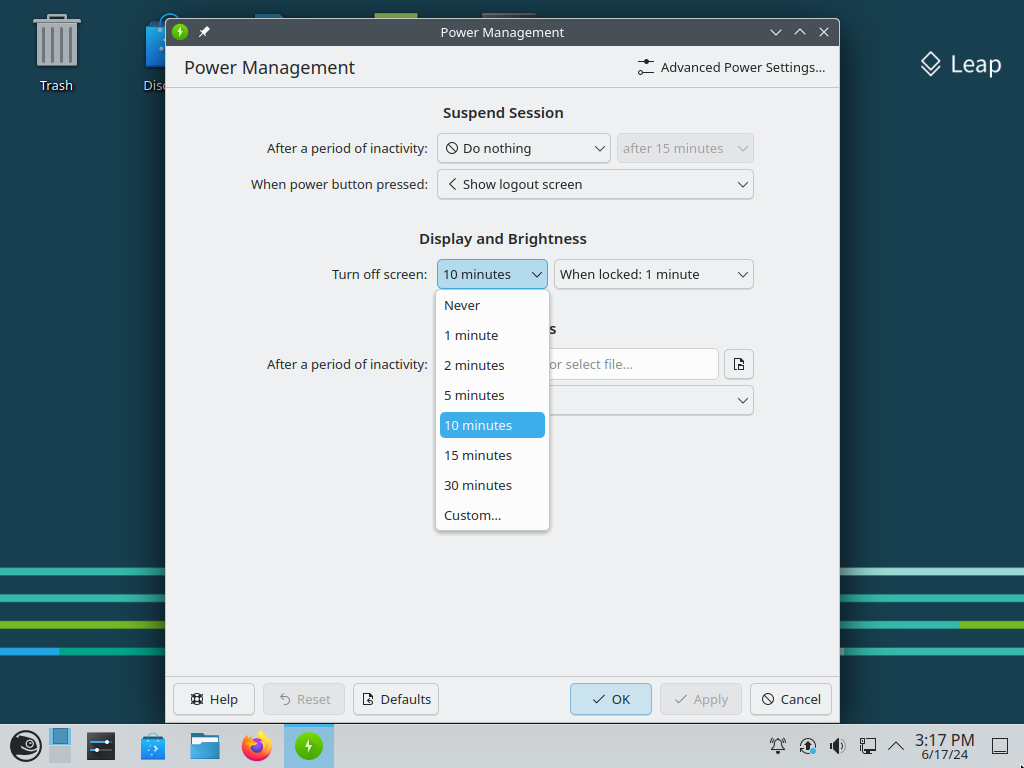 Power Management
Power Management
Advanced Power Settings...
Trash
Disc
Leap
Suspend Session
After a period of inactivity:
Do nothing
after 15 minutes
When power button pressed:
Show logout screen
Display and Brightness
Turn off screen:
10 minutes
When locked: 1 minute
Never
1 minute
2 minutes
5 minutes
10 minutes
15 minutes
30 minutes
Custom...
s
After a period of inactivity:
or select file...
Help
Reset
Defaults
OK
Apply
Cancel
3:17 PM
6/17/24